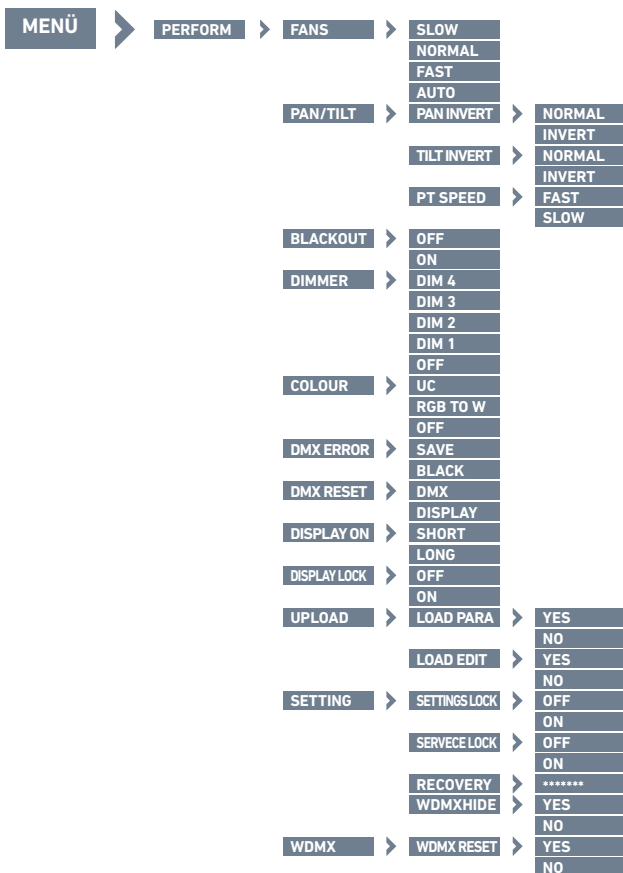 MENÜ PERFORM FANS SLOW
NORMAL
FAST
AUTO
PAN/TILT PAN INVERT NORMAL
INVERT
TILT INVERT NORMAL
INVERT
PT SPEED FAST
SLOW
BLACKOUT OFF
ON
DIMMER DIM 4
DIM 3
DIM 2
DIM 1
OFF
COLOUR UC
RGB TO W
OFF
DMX ERROR SAVE
BLACK
DMX RESET DMX
DISPLAY
DISPLAY ON SHORT
LONG
DISPLAY LOCK OFF
ON
UPLOAD LOAD PARA YES
NO
LOAD EDIT YES
NO
SETTING SETTINGS LOCK OFF
ON
SERVECE LOCK OFF
ON
RECOVERY *******
WDMXHIDE YES
NO
WDMX WDMX RESET YES
NO